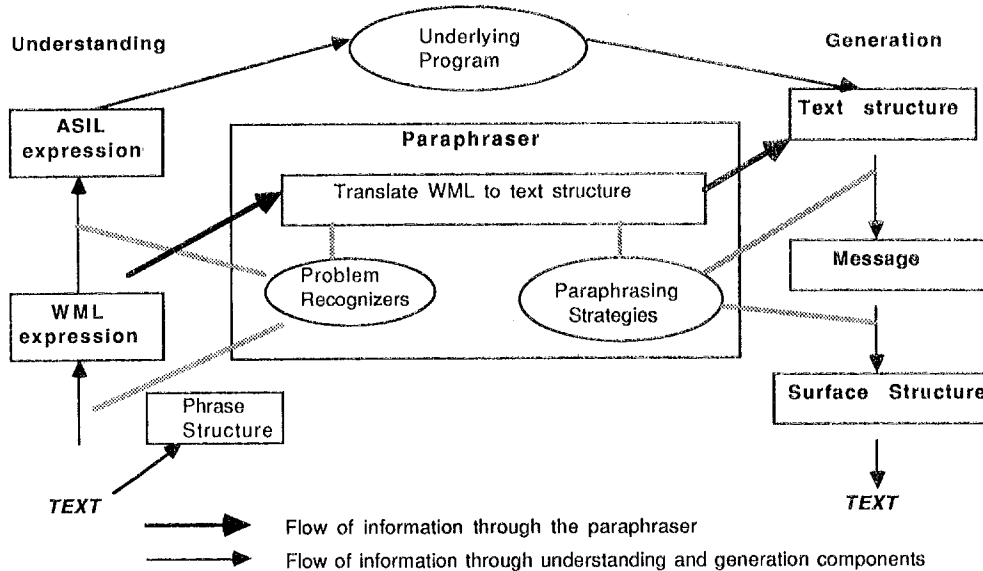 Understanding
Underlying
Program
Generation
ASIL
expression
Text structure
Paraphraser
Translate WML to text structure
Problem
Recognizers
Paraphrasing
Strategies
Message
WML
expression
Phrase
Structure
Surface Structure
TEXT
TEXT
Flow of information through the paraphraser
Flow of information through understanding and generation components